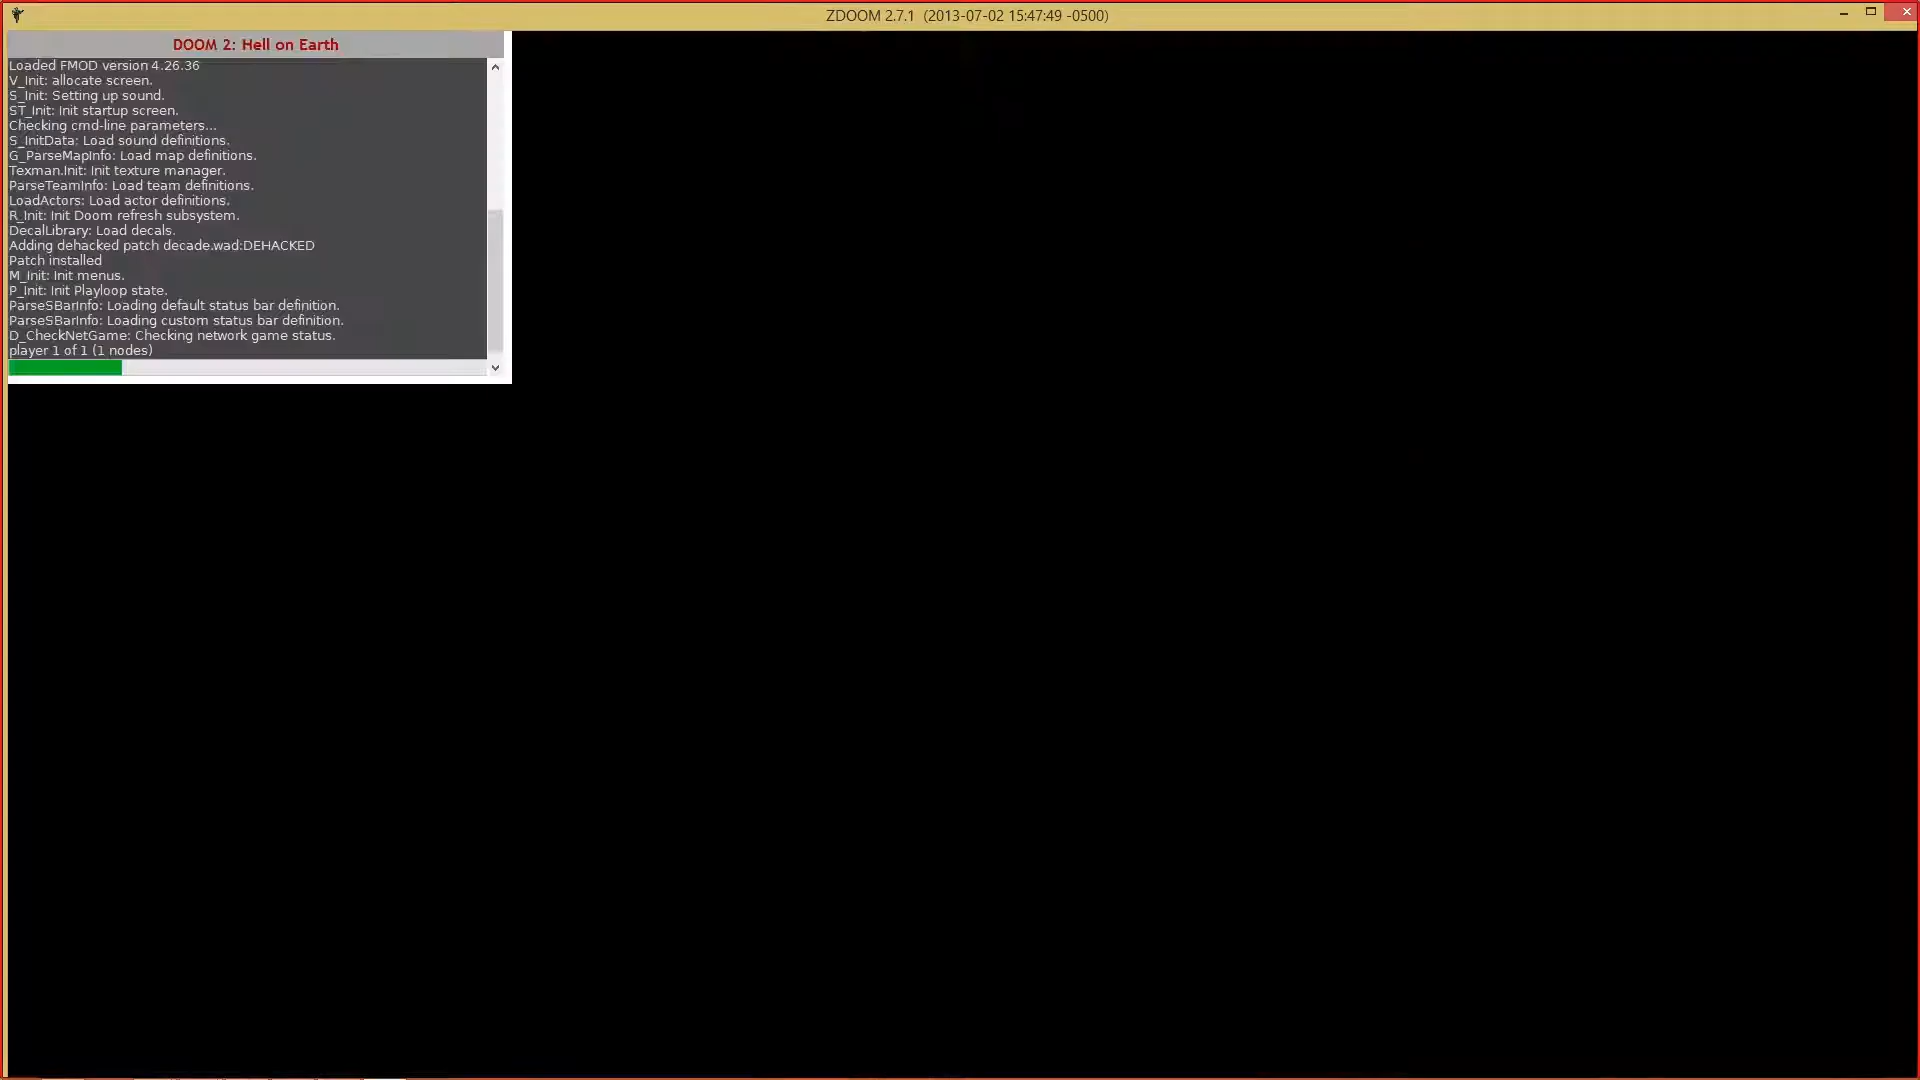 ZDOOM 2.7.1 (2013-07-02 15:47:49 -0500)
DOOM 2: Hell on Earth
Loaded FMOD version 4.26.36
V_Init: allocate screen.
S_Init: Setting up sound.
ST_Init: Init startup screen.
Checking cmd-line parameters...
S_InitData: Load sound definitions.
G_ParseMapInfo: Load map definitions.
Texman.Init: Init texture manager.
ParseTeamInfo: Load team definitions.
LoadActors: Load actor definitions.
R_Init: Init Doom refresh subsystem.
DecalLibrary: Load decals.
Adding dehacked patch decade.wad:DEHACKED
Patch installed
M_Init: Init menus.
P_Init: Init Playloop state.
ParseSBarInfo: Loading default status bar definition.
ParseSBarInfo: Loading custom status bar definition.
D_CheckNetGame: Checking network game status.
player 1 of 1 (1 nodes)